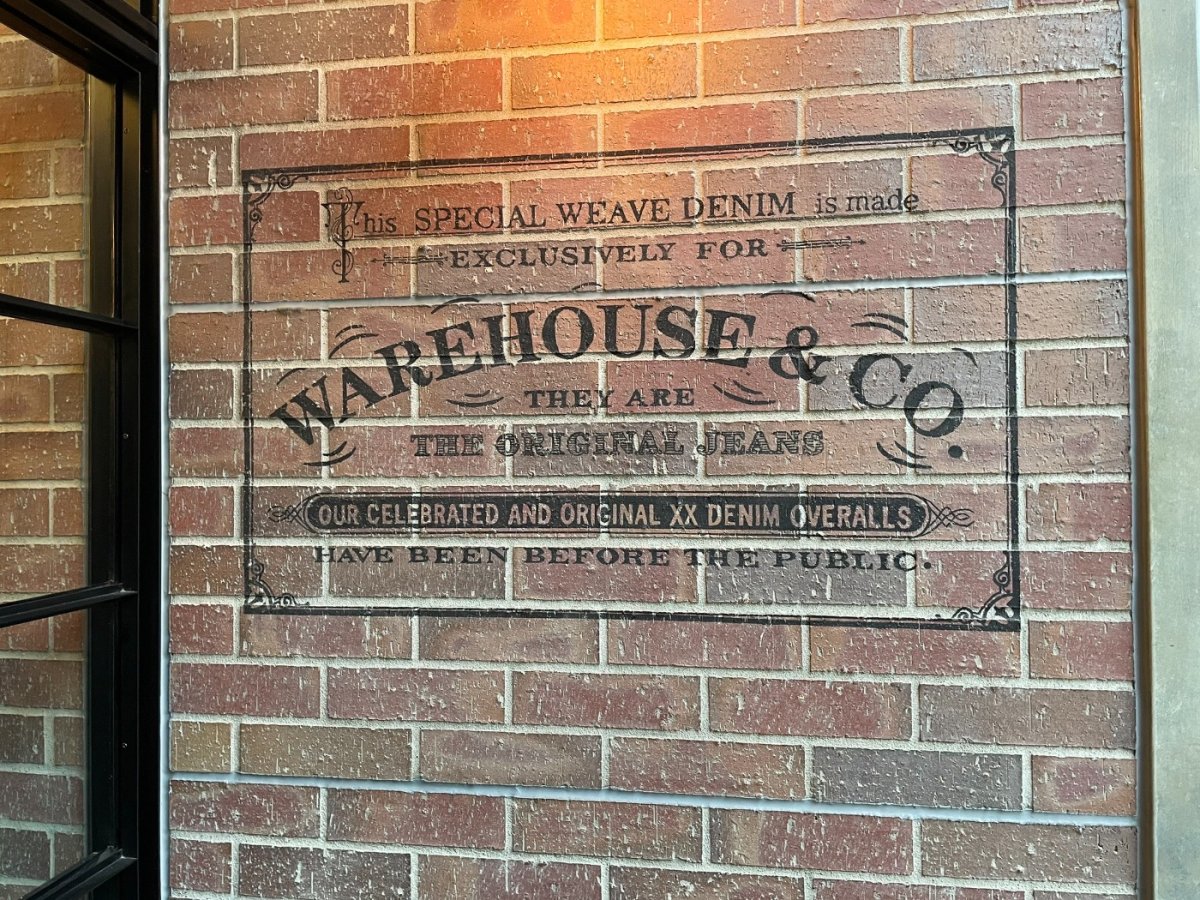 This SPECIAL WEAVE DENIM is made
EXCLUSIVELY FOR
WAREHOUSE & CO.
THEY ARE
THE ORIGINAL JEANS
OUR CELEBRATED AND ORIGINAL XX DENIM OVERALLS
HAVE BEEN BEFORE THE PUBLIC.